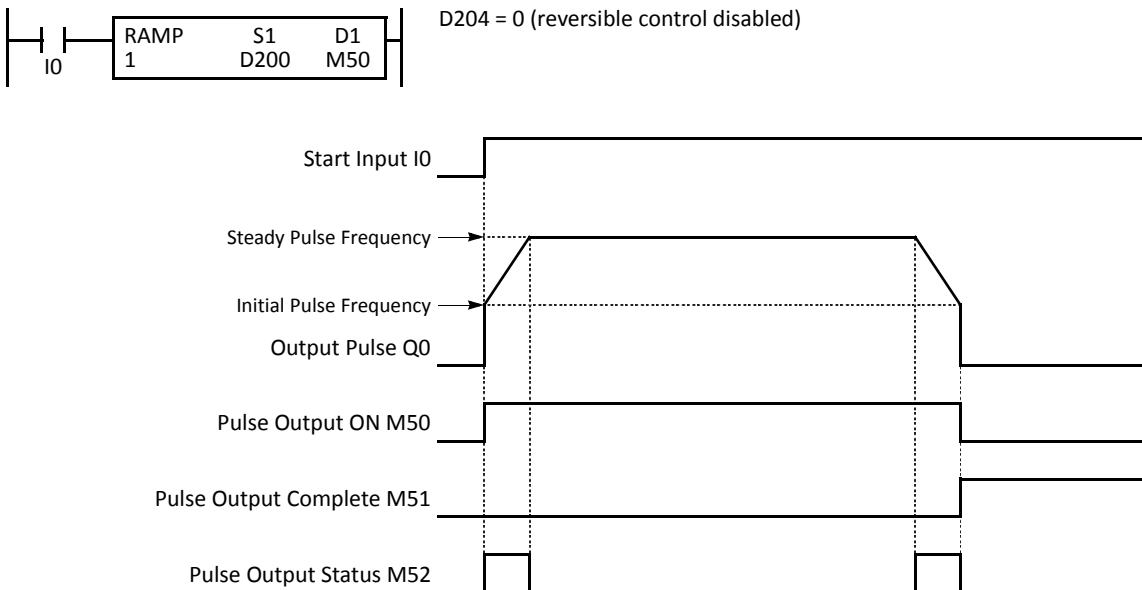 D204 = 0 (reversible control disabled)
RAMP S1 D1
1 D200 M50
I0
Start Input I0
Steady Pulse Frequency
Initial Pulse Frequency
Output Pulse Q0
Pulse Output ON M50
Pulse Output Complete M51
Pulse Output Status M52